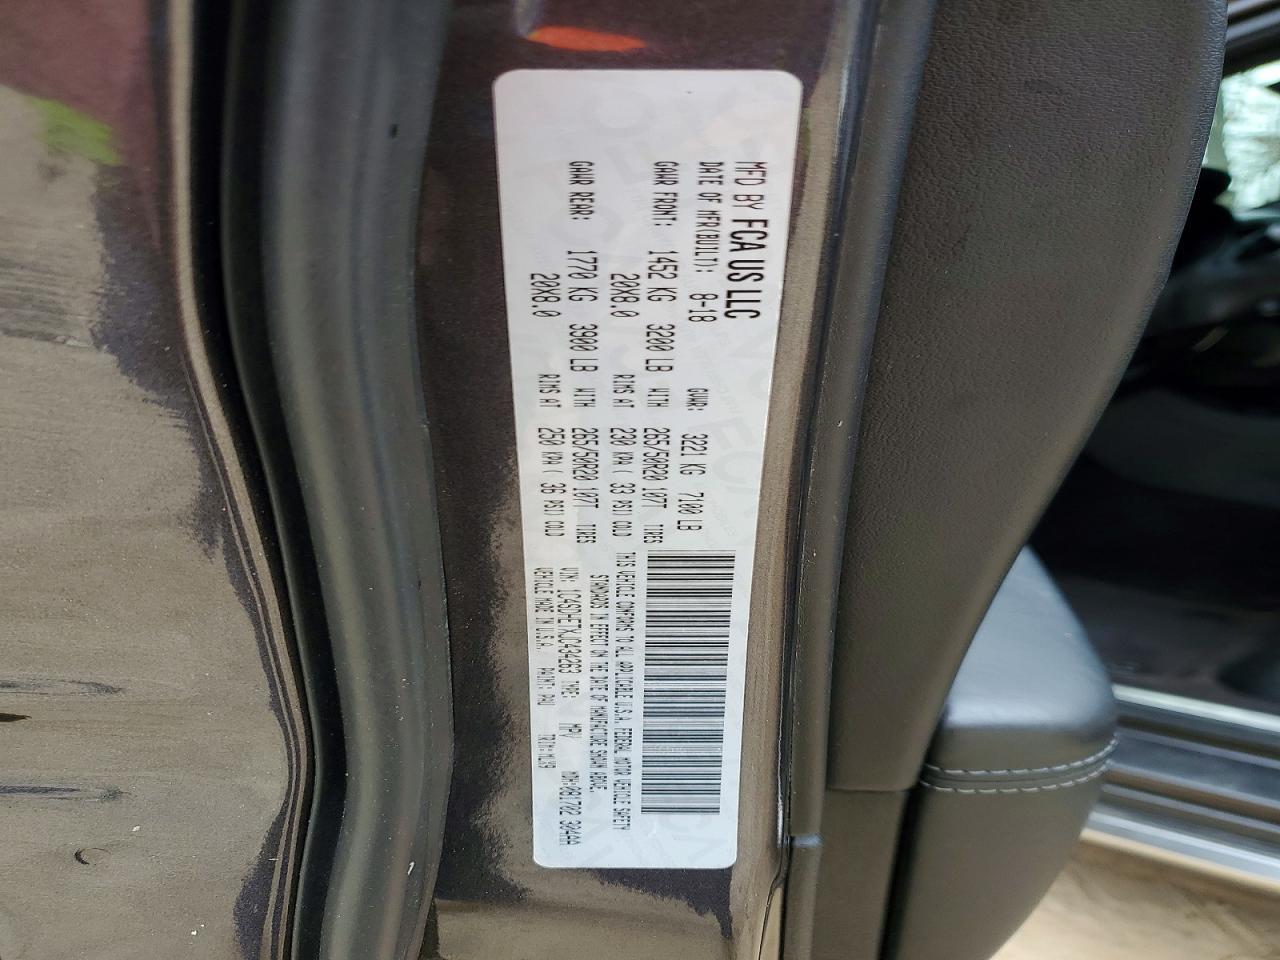 MFD BY FCA US LLC
DATE OF MFR(BUILT): 8-18 GVWR: 3221 KG 7100 LB
GAWR FRONT: 1452 KG 3200 LB WITH 265/50R20 107T TIRES
20X8.0 RIMS AT 230 KPA ( 33 PSI) COLD
GAWR REAR: 1770 KG 3900 LB WITH 265/50R20 107T TIRES
20X8.0 RIMS AT 250 KPA ( 36 PSI) COLD
THIS VEHICLE CONFORMS TO ALL APPLICABLE U.S.A. FEDERAL MOTOR VEHICLE SAFETY
STANDARDS IN EFFECT ON THE DATE OF MANUFACTURE SHOWN ABOVE.
VIN: 1C4SDHETXJC434263 TYPE: MPV
VEHICLE MADE IN U.S.A. PAINT: PAU